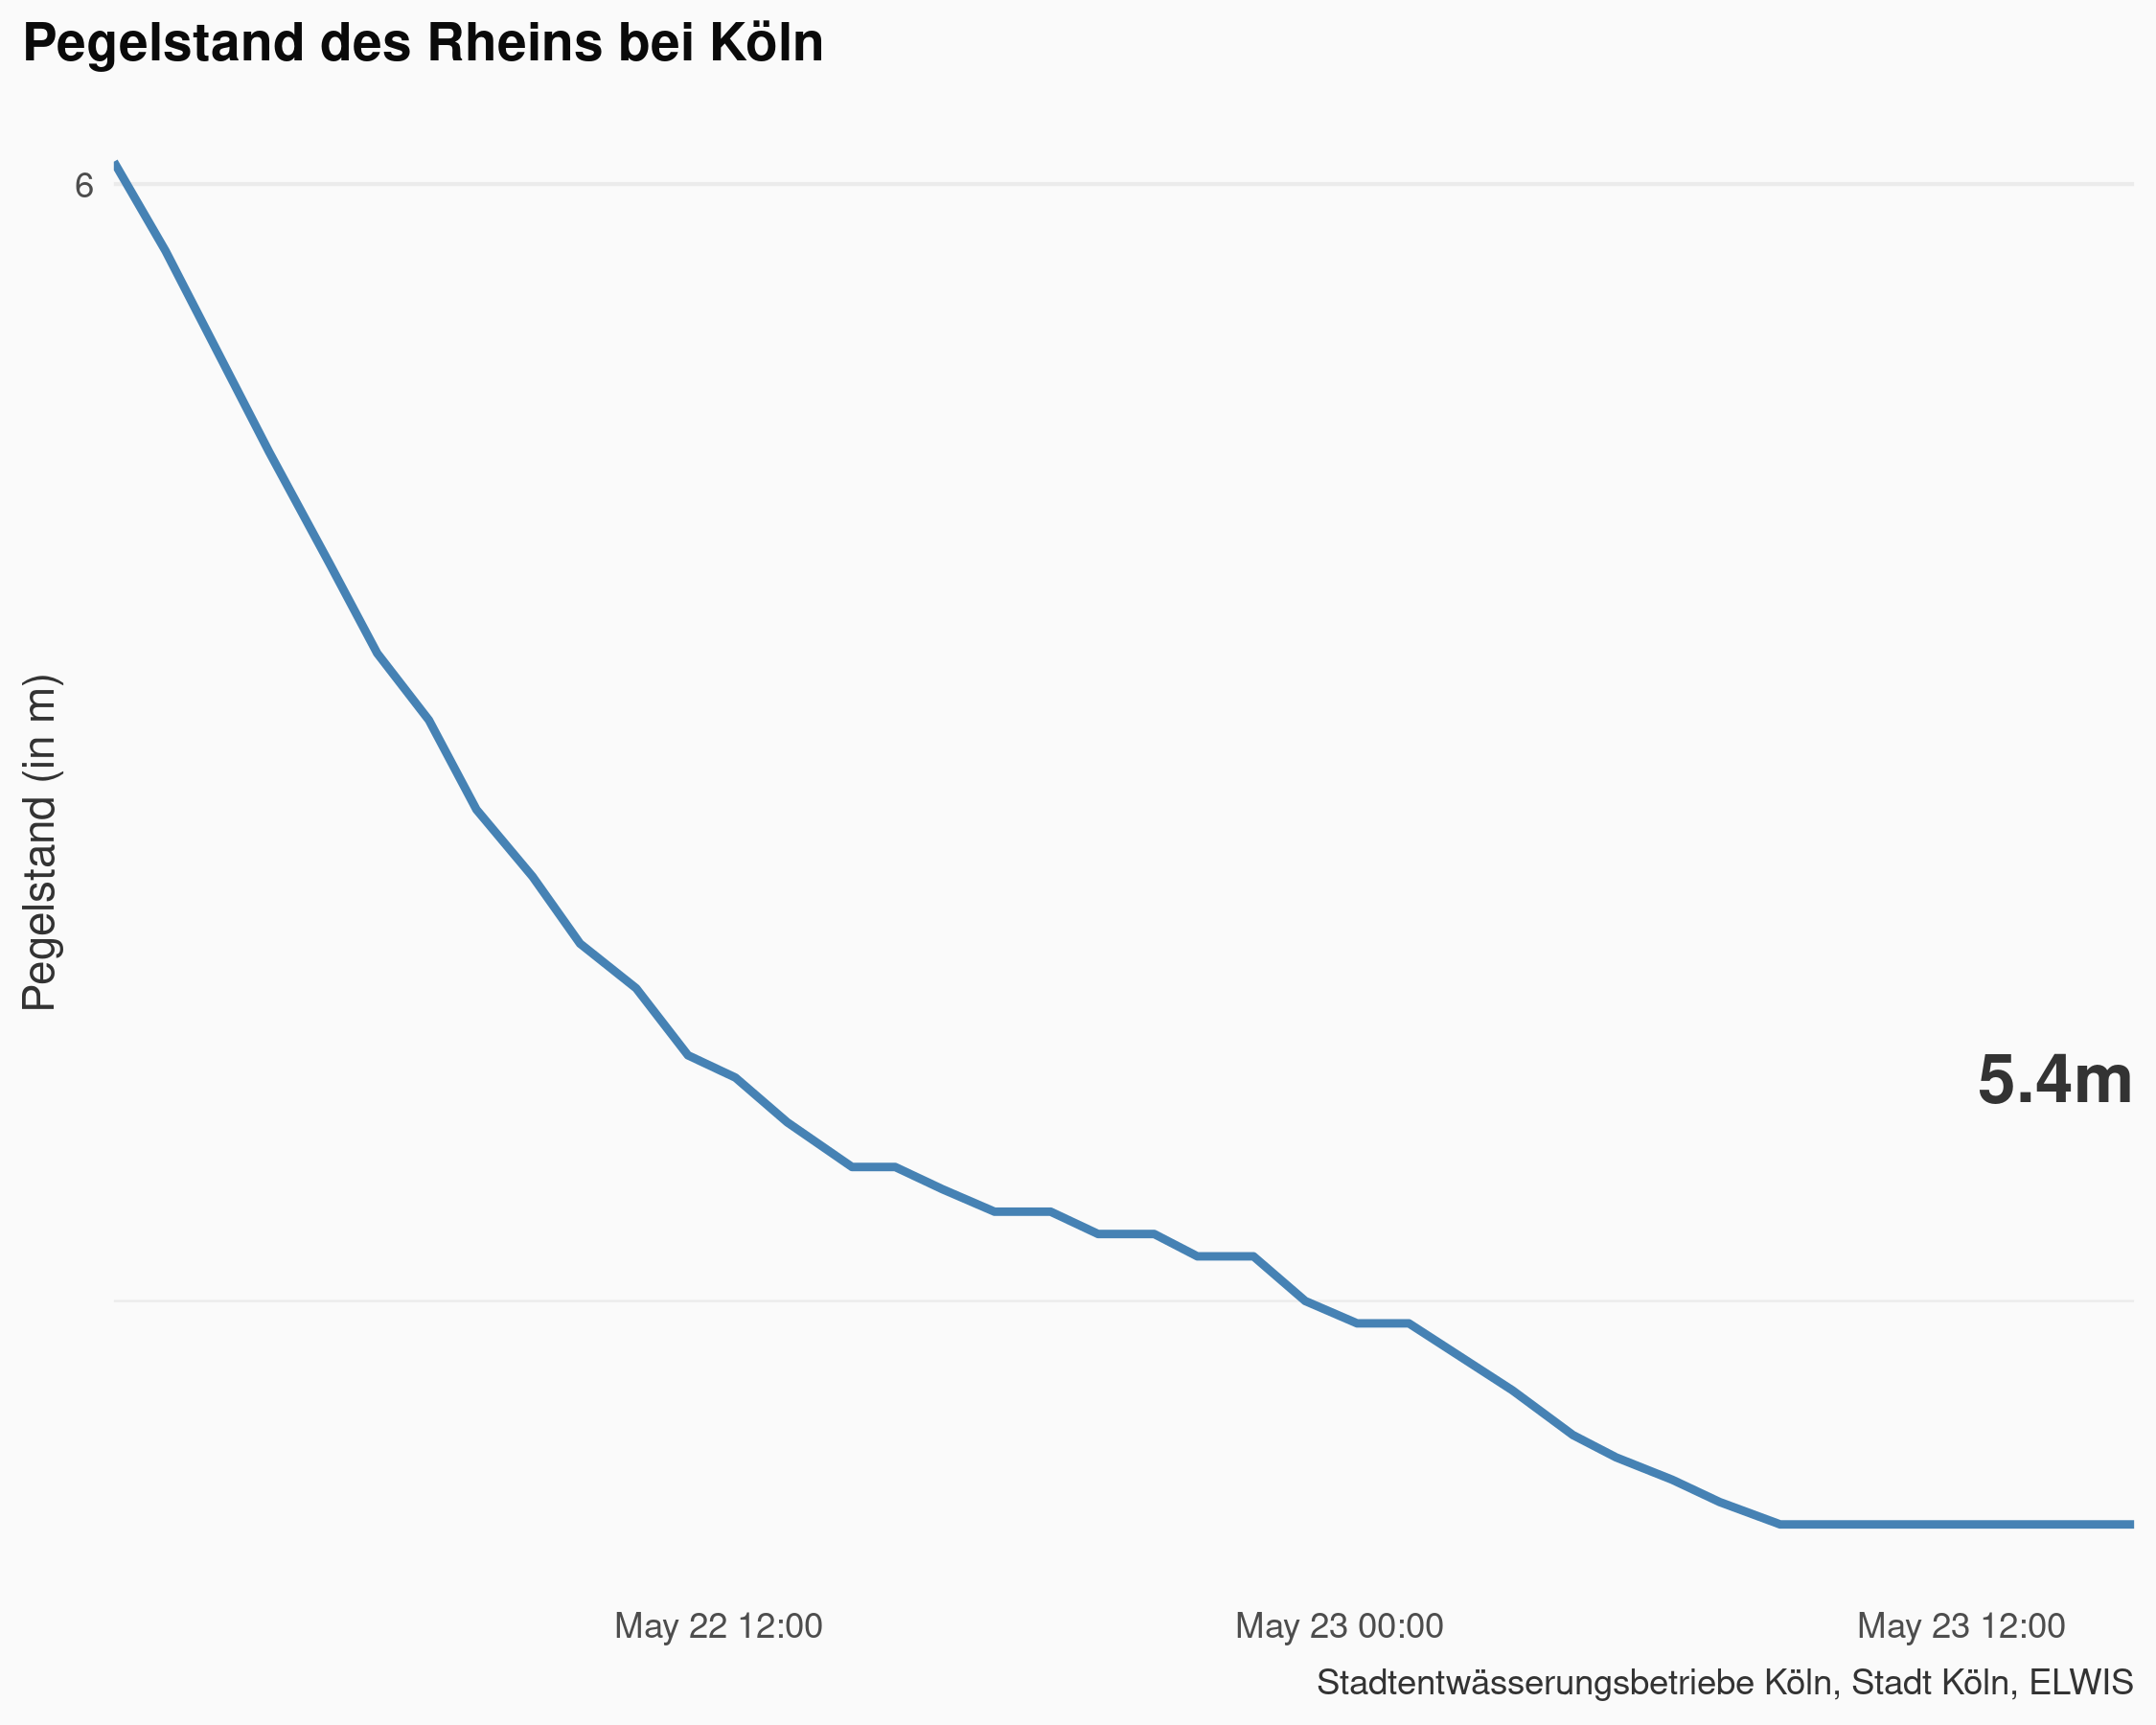 Pegelstand des Rheins bei Köln
6
Pegelstand (in m)
5.4m
May 22 12:00
May 23 00:00
May 23 12:00
Stadtentwässerungsbetriebe Köln, Stadt Köln, ELWIS